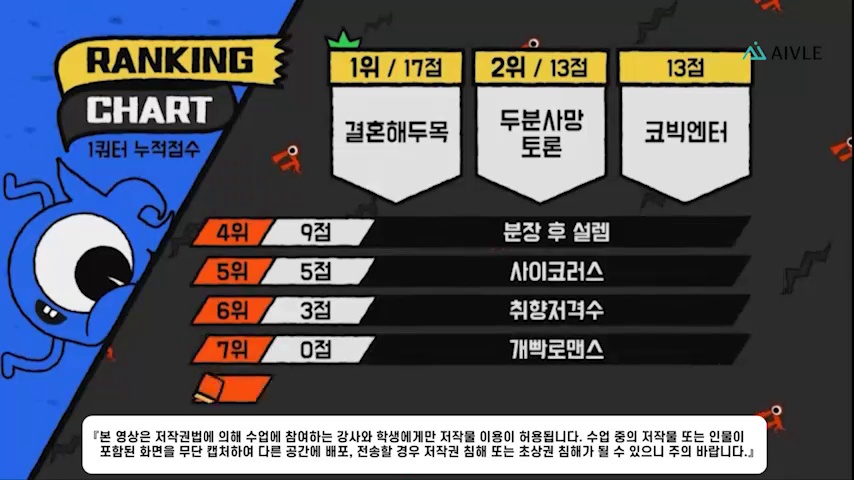 AIVLE
RANKING
CHART
1쿼터 누적점수
1위 / 17점
결혼해두목
2위 / 13점
두분사망
토론
13점
코빅엔터
4위 9점 분장 후 설렘
5위 5점 사이코러스
6위 3점 취향저격수
7위 0점 개빡로맨스
『본 영상은 저작권법에 의해 수업에 참여하는 강사와 학생에게만 저작물 이용이 허용됩니다. 수업 중의 저작물 또는 인물이
포함된 화면을 무단 캡처하여 다른 공간에 배포, 전송할 경우 저작권 침해 또는 초상권 침해가 될 수 있으니 주의 바랍니다.』